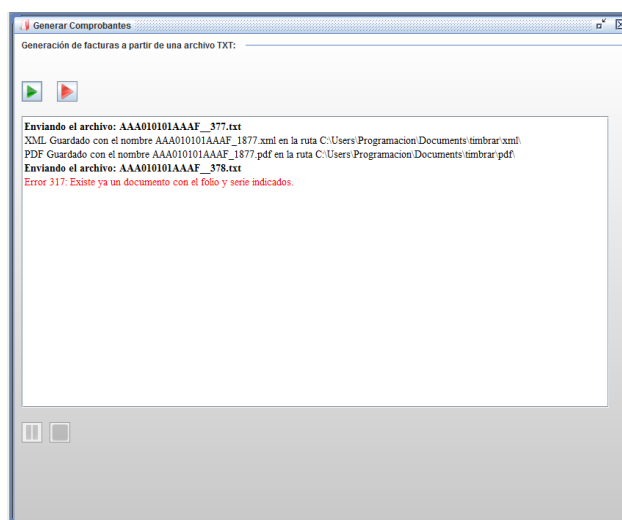 Generar Comprobantes
Generación de facturas a partir de una archivo TXT:
Enviando el archivo: AAA010101AAAF__377.txt
XML Guardado con el nombre AAA010101AAAF_1877.xml en la ruta C:\Users\Programacion\Documents\timbrar\xml\
PDF Guardado con el nombre AAA010101AAAF_1877.pdf en la ruta C:\Users\Programacion\Documents\timbrar\pdf\
Enviando el archivo: AAA010101AAAF__378.txt
Error 317: Existe ya un documento con el folio y serie indicados.